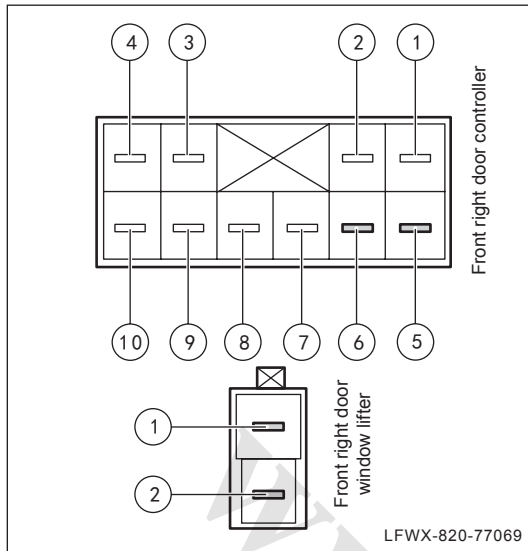 4 3 2 1
Front right door controller
10 9 8 7 6 5
1
2
Front right door
window lifter
LFWX-820-77069